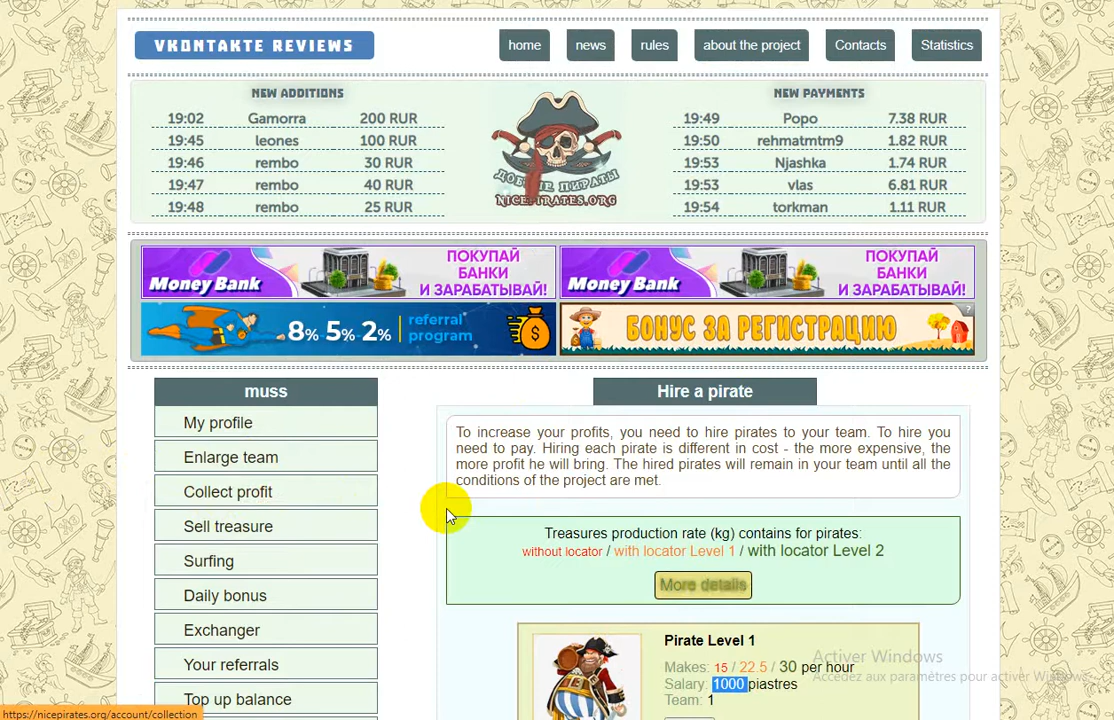 VKONTAKTE REVIEWS
home
news
rules
about the project
Contacts
Statistics
NEW ADDITIONS
19:02 Gamorra 200 RUR
19:45 leones 100 RUR
19:46 rembo 30 RUR
19:47 rembo 40 RUR
19:48 rembo 25 RUR
ДОБРЫЕ ПИРАТЫ
NICEPIRATES.ORG
NEW PAYMENTS
19:49 Popo 7.38 RUR
19:50 rehmatmtm9 1.82 RUR
19:53 Njashka 1.74 RUR
19:53 vlas 6.81 RUR
19:54 torkman 1.11 RUR
Money Bank
ПОКУПАЙ
БАНКИ
И ЗАРАБАТЫВАЙ!
Money Bank
ПОКУПАЙ
БАНКИ
И ЗАРАБАТЫВАЙ!
8% 5% 2%
referral
program
БОНУС ЗА РЕГИСТРАЦИЮ
?
muss
My profile
Enlarge team
Collect profit
Sell treasure
Surfing
Daily bonus
Exchanger
Your referrals
Top up balance
Hire a pirate
To increase your profits, you need to hire pirates to your team. To hire you
need to pay. Hiring each pirate is different in cost - the more expensive, the
more profit he will bring. The hired pirates will remain in your team until all the
conditions of the project are met.
Treasures production rate (kg) contains for pirates:
without locator / with locator Level 1 / with locator Level 2
More details
Pirate Level 1
Makes: 15 / 22.5 / 30 per hour
Salary: 1000 piastres
Team: 1
Activer Windows
Accédez aux paramètres pour activer Windows.
https://nicepirates.org/account/collection